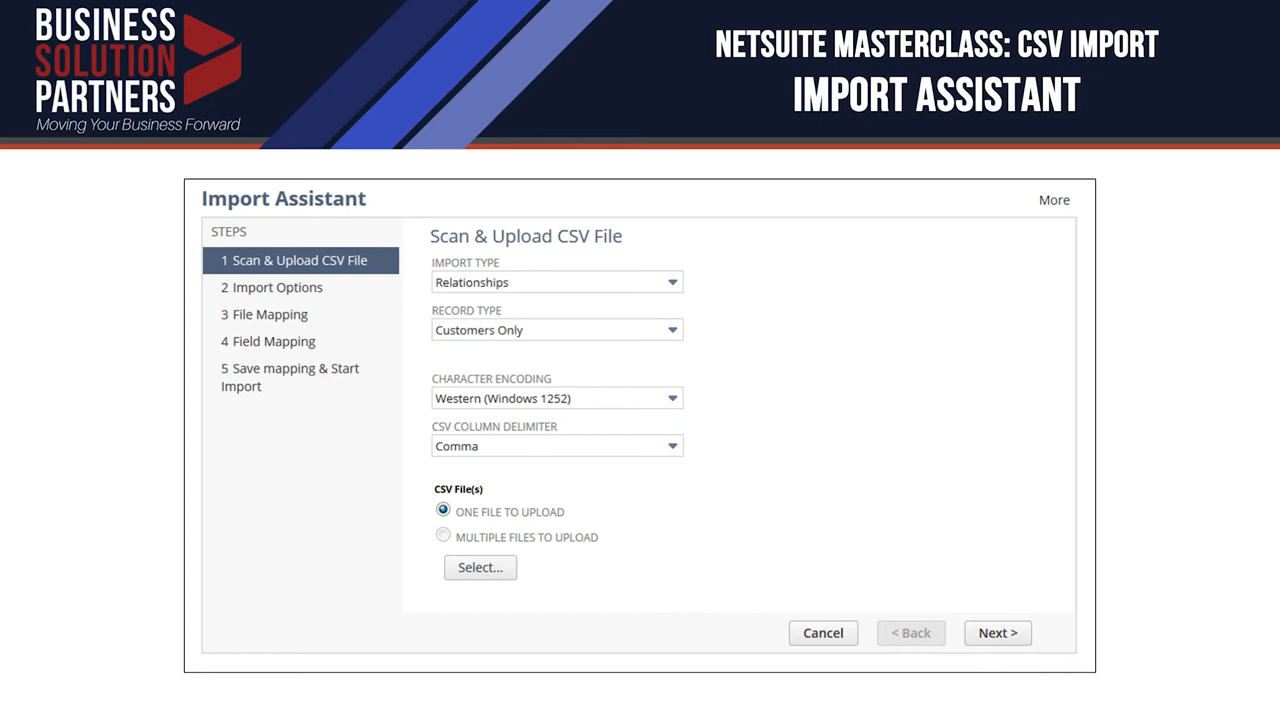 BUSINESS
SOLUTION
PARTNERS
Moving Your Business Forward
NETSUITE MASTERCLASS: CSV IMPORT
IMPORT ASSISTANT
Import Assistant
More
STEPS
1 Scan & Upload CSV File
2 Import Options
3 File Mapping
4 Field Mapping
5 Save mapping & Start
Import
Scan & Upload CSV File
IMPORT TYPE
Relationships
RECORD TYPE
Customers Only
CHARACTER ENCODING
Western (Windows 1252)
CSV COLUMN DELIMITER
Comma
CSV File(s)
ONE FILE TO UPLOAD
MULTIPLE FILES TO UPLOAD
Select...
Cancel
< Back
Next >